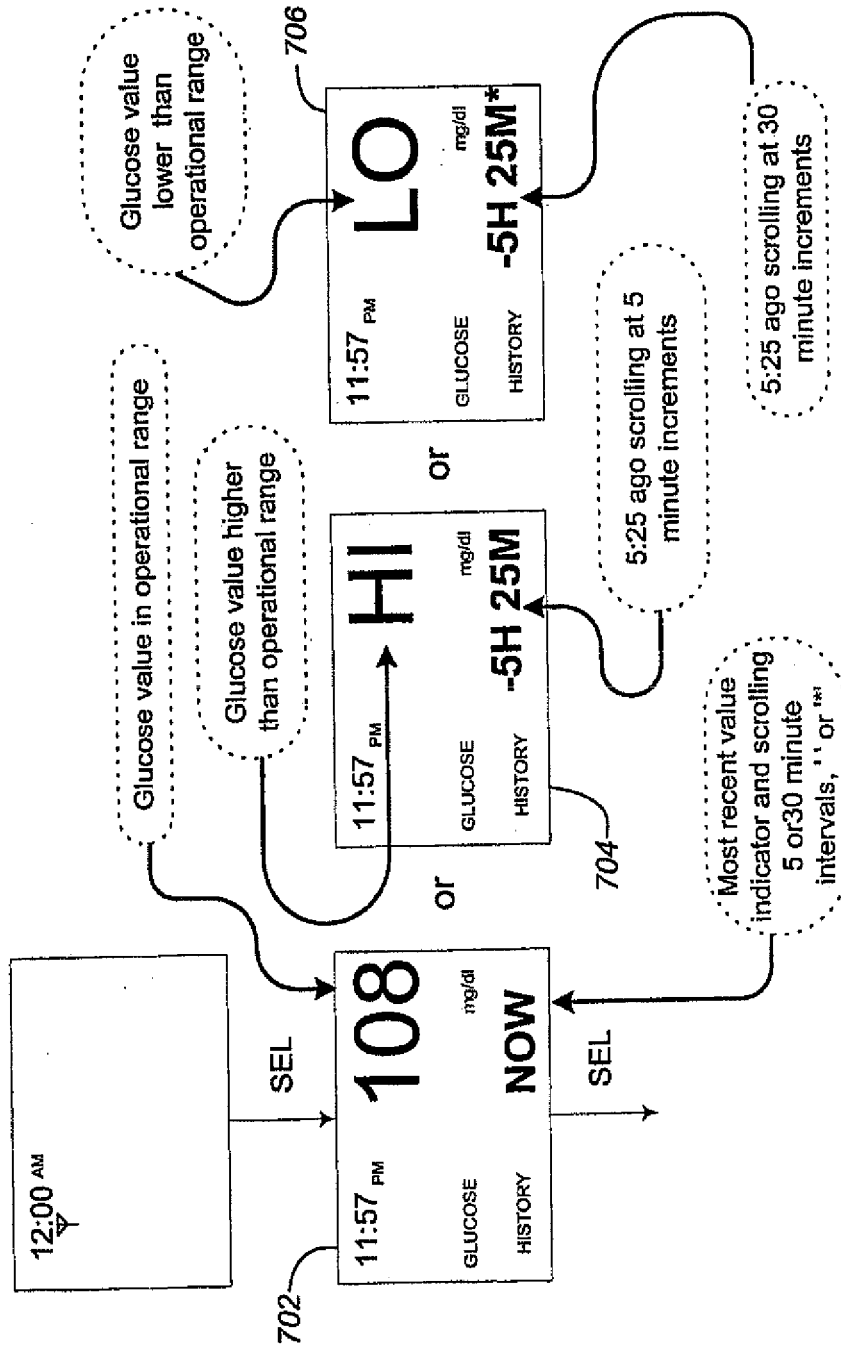 12:00 AM
SEL
Glucose value in operational range
Glucose value higher
than operational range
Glucose value
lower than
operational range
702
11:57 PM
108
GLUCOSE
mg/dl
HISTORY
NOW
or
11:57 PM
HI
GLUCOSE
mg/dl
HISTORY
-5H 25M
704
or
706
11:57 PM
LO
GLUCOSE
mg/dl
HISTORY
-5H 25M*
SEL
Most recent value
indicator and scrolling
5 or30 minute
intervals, ' ' or '*'
5:25 ago scrolling at 5
minute increments
5:25 ago scrolling at 30
minute increments